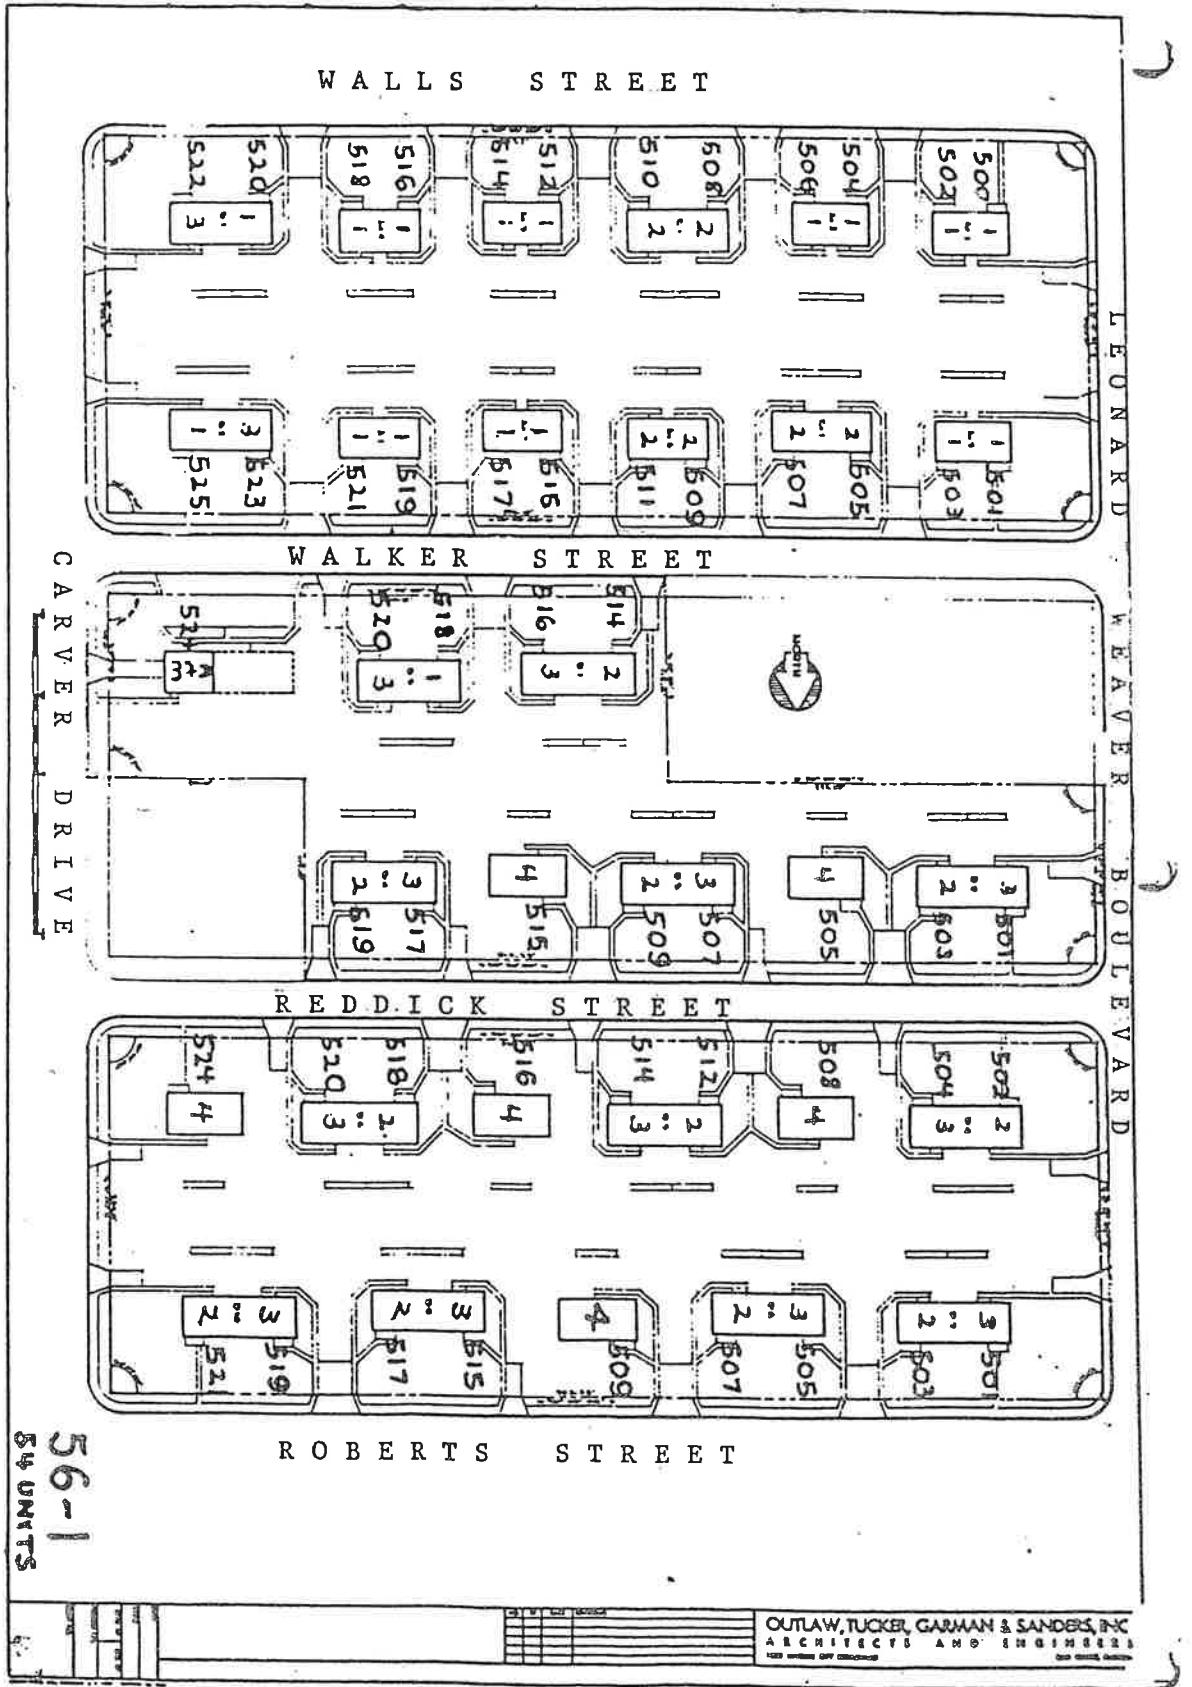 WALLS STREET
522 520 518 516 514 512 510 508 506 504 502 500
3 1 1 1 1 1 2 2 1 1 1 1
LEONARD WEAVER BOULEVARD
1 3 1 1 1 1 2 2 2 2 1 1
525 523 521 519 517 515 511 509 507 505 503 501
WALKER STREET
CARVER DRIVE
524 520 518 516 514
3 1 3 2
NORTH
2 3 4 2 3 4 2 3
519 517 515 509 507 505 503 501
REDDICK STREET
524 520 518 516 514 512 508 504 502
4 3 2 4 3 2 4 3 2
2 3 2 3 4 2 3 2 3
521 519 517 515 509 507 505 503 501
ROBERTS STREET
56-1
54 UNITS
OUTLAW, TUCKER, GARMAN & SANDERS, INC
ARCHITECTS AND ENGINEERS